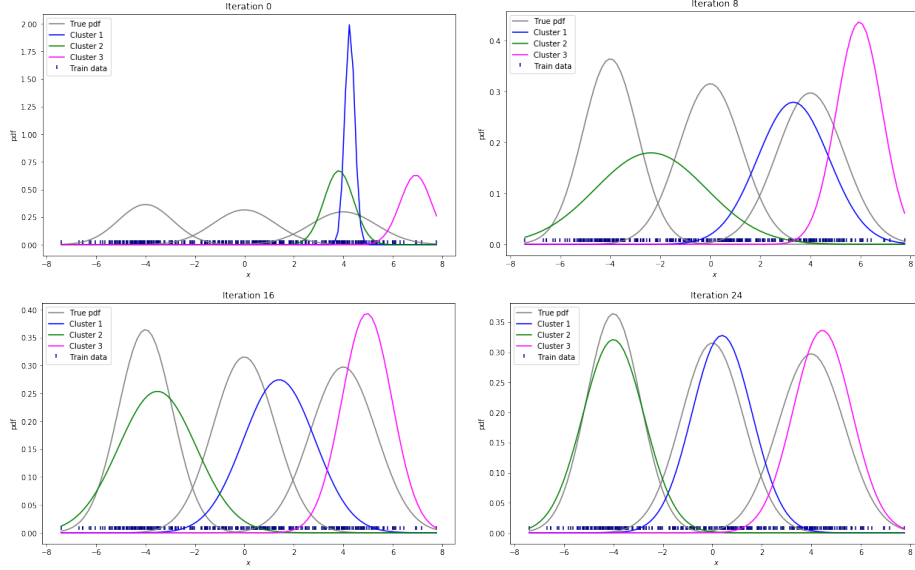 Iteration 0
True pdf
Cluster 1
Cluster 2
Cluster 3
Train data
pdf
2.00
1.75
1.50
1.25
1.00
0.75
0.50
0.25
0.00
−8 −6 −4 −2 0 2 4 6 8
x
Iteration 8
True pdf
Cluster 1
Cluster 2
Cluster 3
Train data
pdf
0.4
0.3
0.2
0.1
0.0
−8 −6 −4 −2 0 2 4 6 8
x
Iteration 16
True pdf
Cluster 1
Cluster 2
Cluster 3
Train data
pdf
0.40
0.35
0.30
0.25
0.20
0.15
0.10
0.05
0.00
−8 −6 −4 −2 0 2 4 6 8
x
Iteration 24
True pdf
Cluster 1
Cluster 2
Cluster 3
Train data
pdf
0.35
0.30
0.25
0.20
0.15
0.10
0.05
0.00
−8 −6 −4 −2 0 2 4 6 8
x